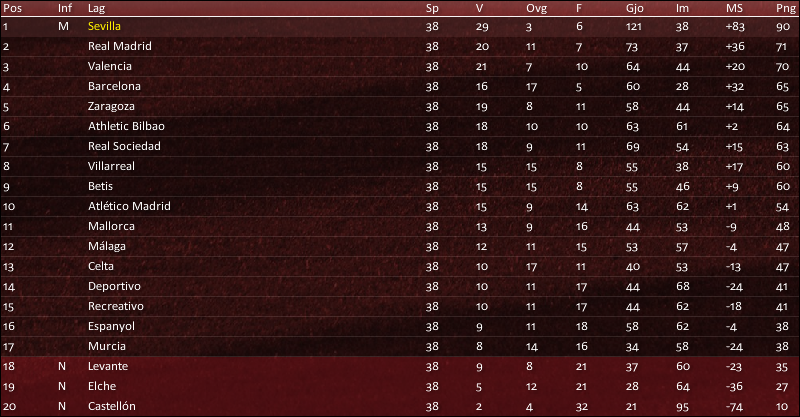 Pos Inf Lag Sp V Ovg F Gjo Im MS Png
1 M Sevilla 38 29 3 6 121 38 +83 90
2 Real Madrid 38 20 11 7 73 37 +36 71
3 Valencia 38 21 7 10 64 44 +20 70
4 Barcelona 38 16 17 5 60 28 +32 65
5 Zaragoza 38 19 8 11 58 44 +14 65
6 Athletic Bilbao 38 18 10 10 63 61 +2 64
7 Real Sociedad 38 18 9 11 69 54 +15 63
8 Villarreal 38 15 15 8 55 38 +17 60
9 Betis 38 15 15 8 55 46 +9 60
10 Atlético Madrid 38 15 9 14 63 62 +1 54
11 Mallorca 38 13 9 16 44 53 -9 48
12 Málaga 38 12 11 15 53 57 -4 47
13 Celta 38 10 17 11 40 53 -13 47
14 Deportivo 38 10 11 17 44 68 -24 41
15 Recreativo 38 10 11 17 44 62 -18 41
16 Espanyol 38 9 11 18 58 62 -4 38
17 Murcia 38 8 14 16 34 58 -24 38
18 N Levante 38 9 8 21 37 60 -23 35
19 N Elche 38 5 12 21 28 64 -36 27
20 N Castellón 38 2 4 32 21 95 -74 10